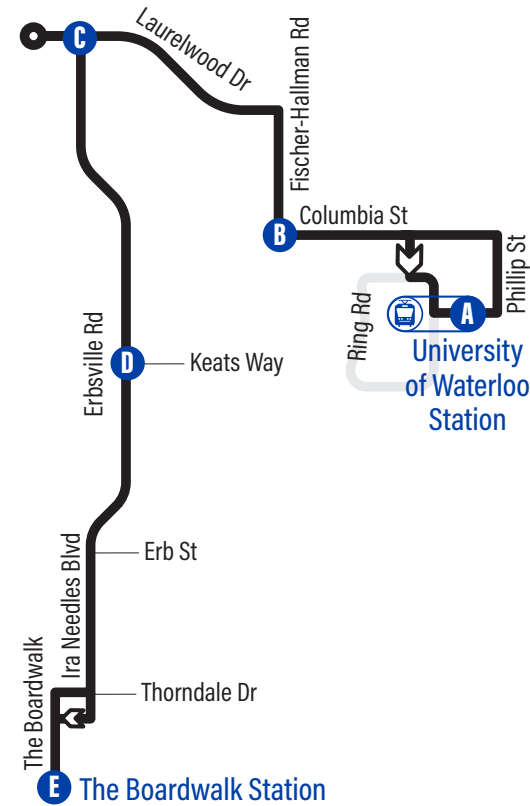 C
Laurelwood Dr
Fischer-Hallman Rd
B
Columbia St
Phillip St
Ring Rd
A
University
of Waterloo
Station
Erbsville Rd
D
Keats Way
Ira Needles Blvd
Erb St
The Boardwalk
Thorndale Dr
E
The Boardwalk Station